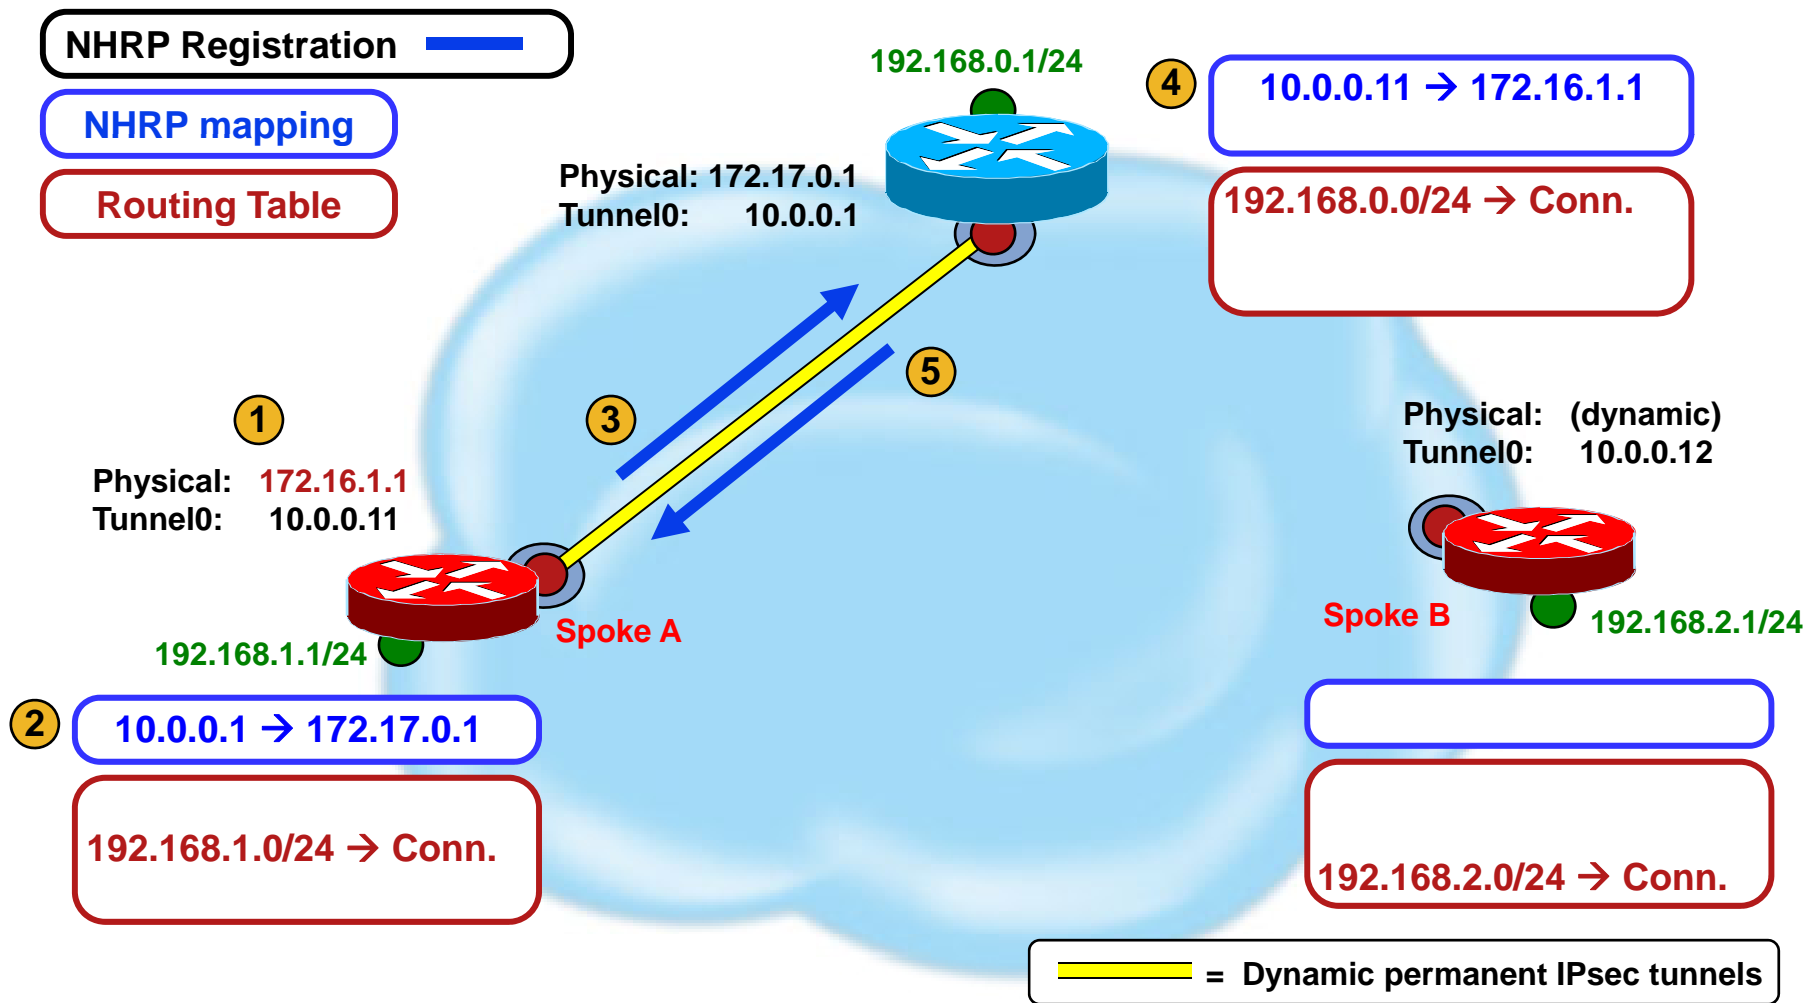 NHRP Registration
NHRP mapping
Routing Table
192.168.0.1/24
Physical: 172.17.0.1
Tunnel0: 10.0.0.1
4
10.0.0.11 → 172.16.1.1
192.168.0.0/24 → Conn.
1
3
5
Physical: 172.16.1.1
Tunnel0: 10.0.0.11
Physical: (dynamic)
Tunnel0: 10.0.0.12
Spoke A
192.168.1.1/24
Spoke B
192.168.2.1/24
2
10.0.0.1 → 172.17.0.1
192.168.1.0/24 → Conn.
192.168.2.0/24 → Conn.
= Dynamic permanent IPsec tunnels